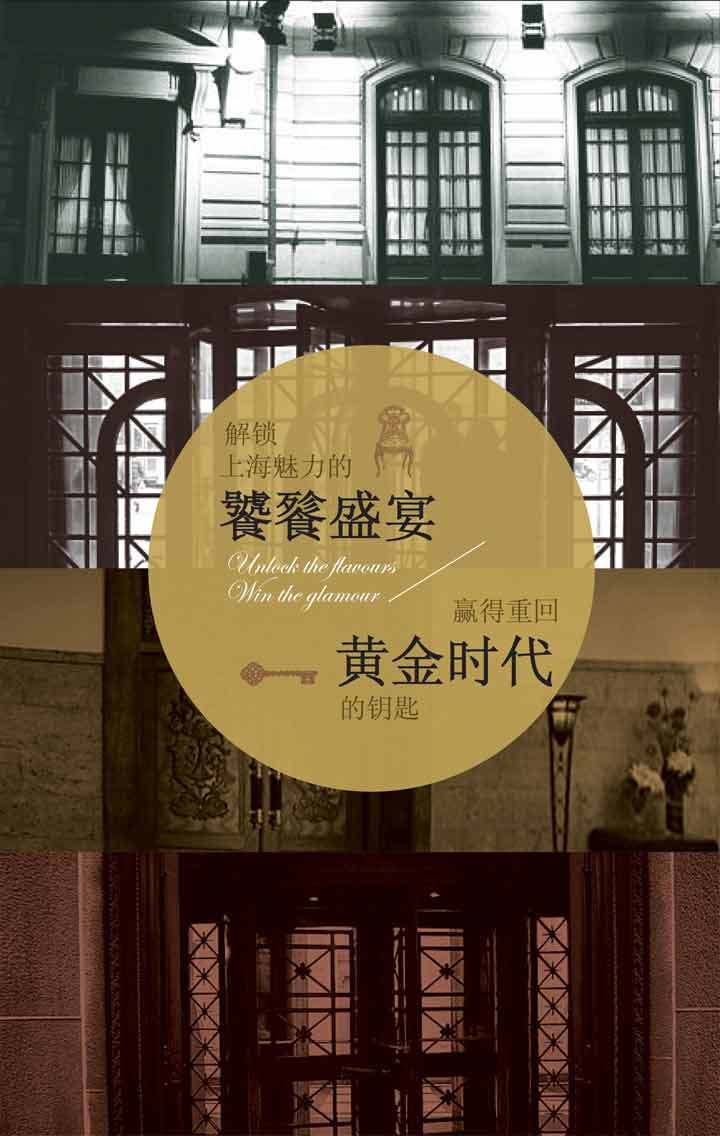 解锁
上海魅力的
饕餮盛宴
Unlock the flavours
Win the glamour
赢得重回
黄金时代
的钥匙